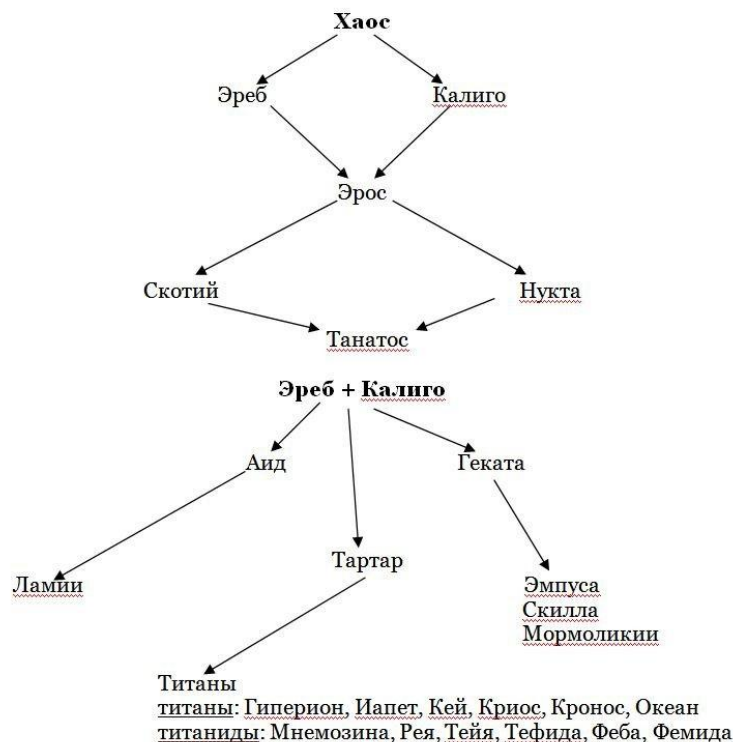 Хаос
Эреб Калиго
Эрос
Скотий Нукта
Танатос
Эреб + Калиго
Аид Геката
Тартар
Ламии Эмпуса
Скилла
Мормоликии
Титаны
титаны: Гиперион, Иапет, Кей, Криос, Кронос, Океан
титаниды: Мнемозина, Рея, Тейя, Тефида, Феба, Фемида